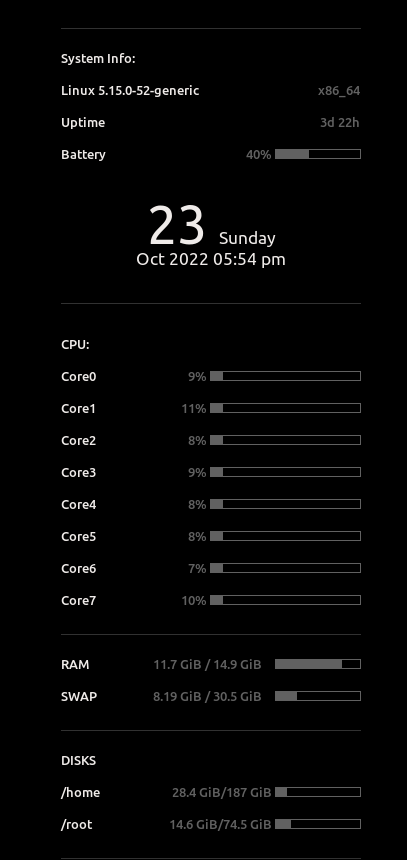 System Info:
Linux 5.15.0-52-generic x86_64
Uptime 3d 22h
Battery 40%
23 Sunday
Oct 2022 05:54 pm
CPU:
Core0 9%
Core1 11%
Core2 8%
Core3 9%
Core4 8%
Core5 8%
Core6 7%
Core7 10%
RAM 11.7 GiB / 14.9 GiB
SWAP 8.19 GiB / 30.5 GiB
DISKS
/home 28.4 GiB/187 GiB
/root 14.6 GiB/74.5 GiB